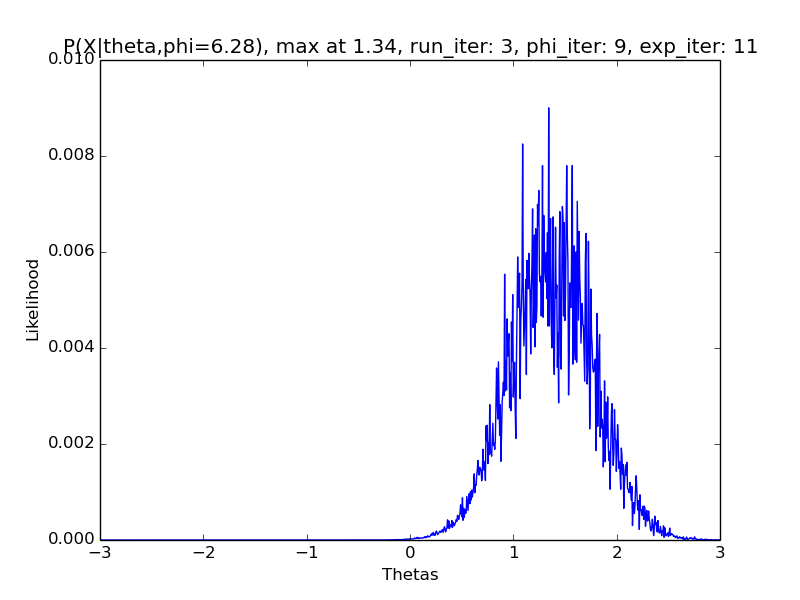 P(X|theta,phi=6.28), max at 1.34, run_iter: 3, phi_iter: 9, exp_iter: 11
0.010
0.008
0.006
0.004
0.002
0.000
Likelihood
−3 −2 −1 0 1 2 3
Thetas